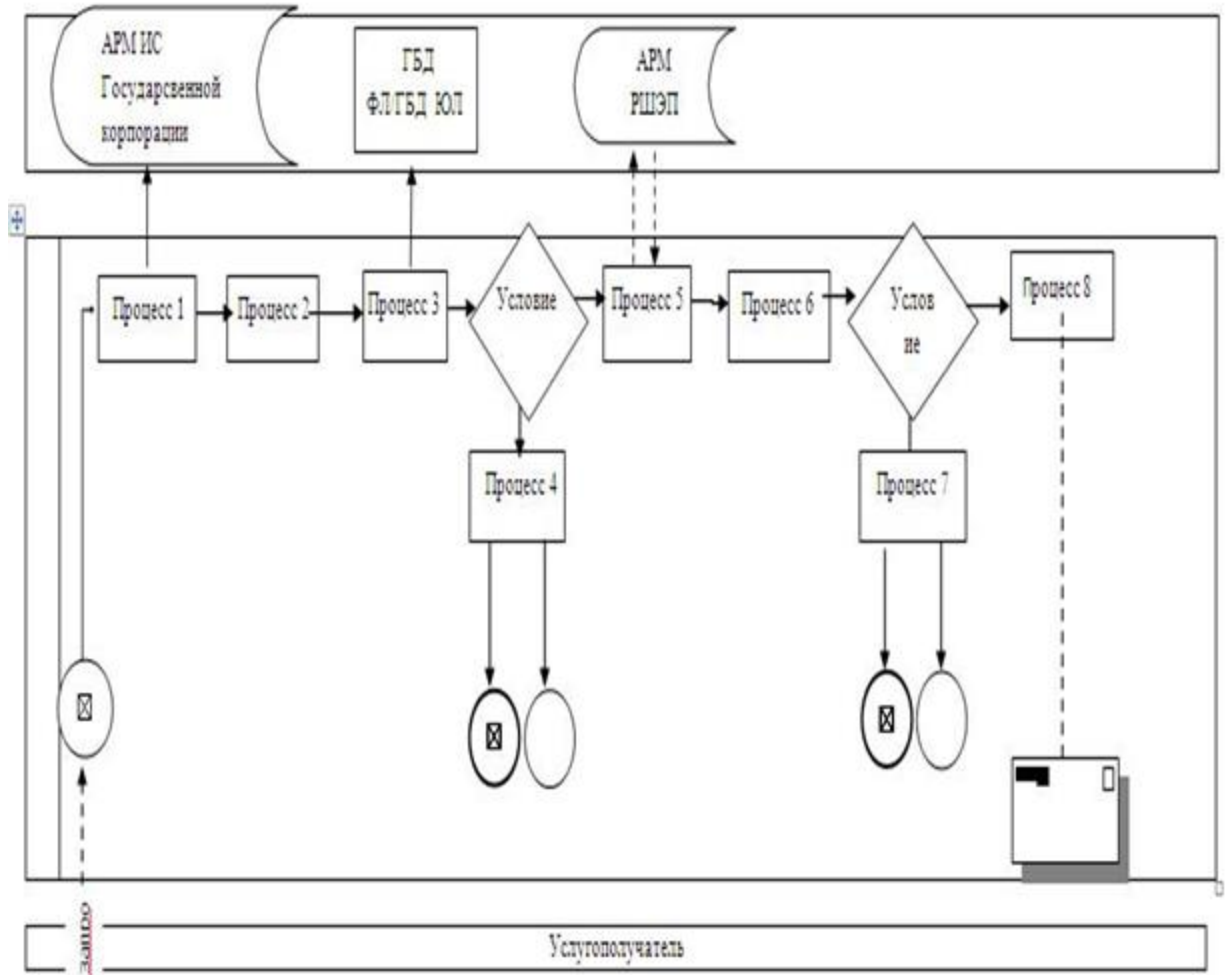 АРМ ИС
Государсвенной
корпорации
ГБД
ФЛ/ГБД ЮЛ
АРМ
РШЭП
Процесс 1
Процесс 2
Процесс 3
Условие
Процесс 5
Процесс 6
Услов
ие
Процесс 8
Процесс 4
Процесс 7
запро
Услугополучатель